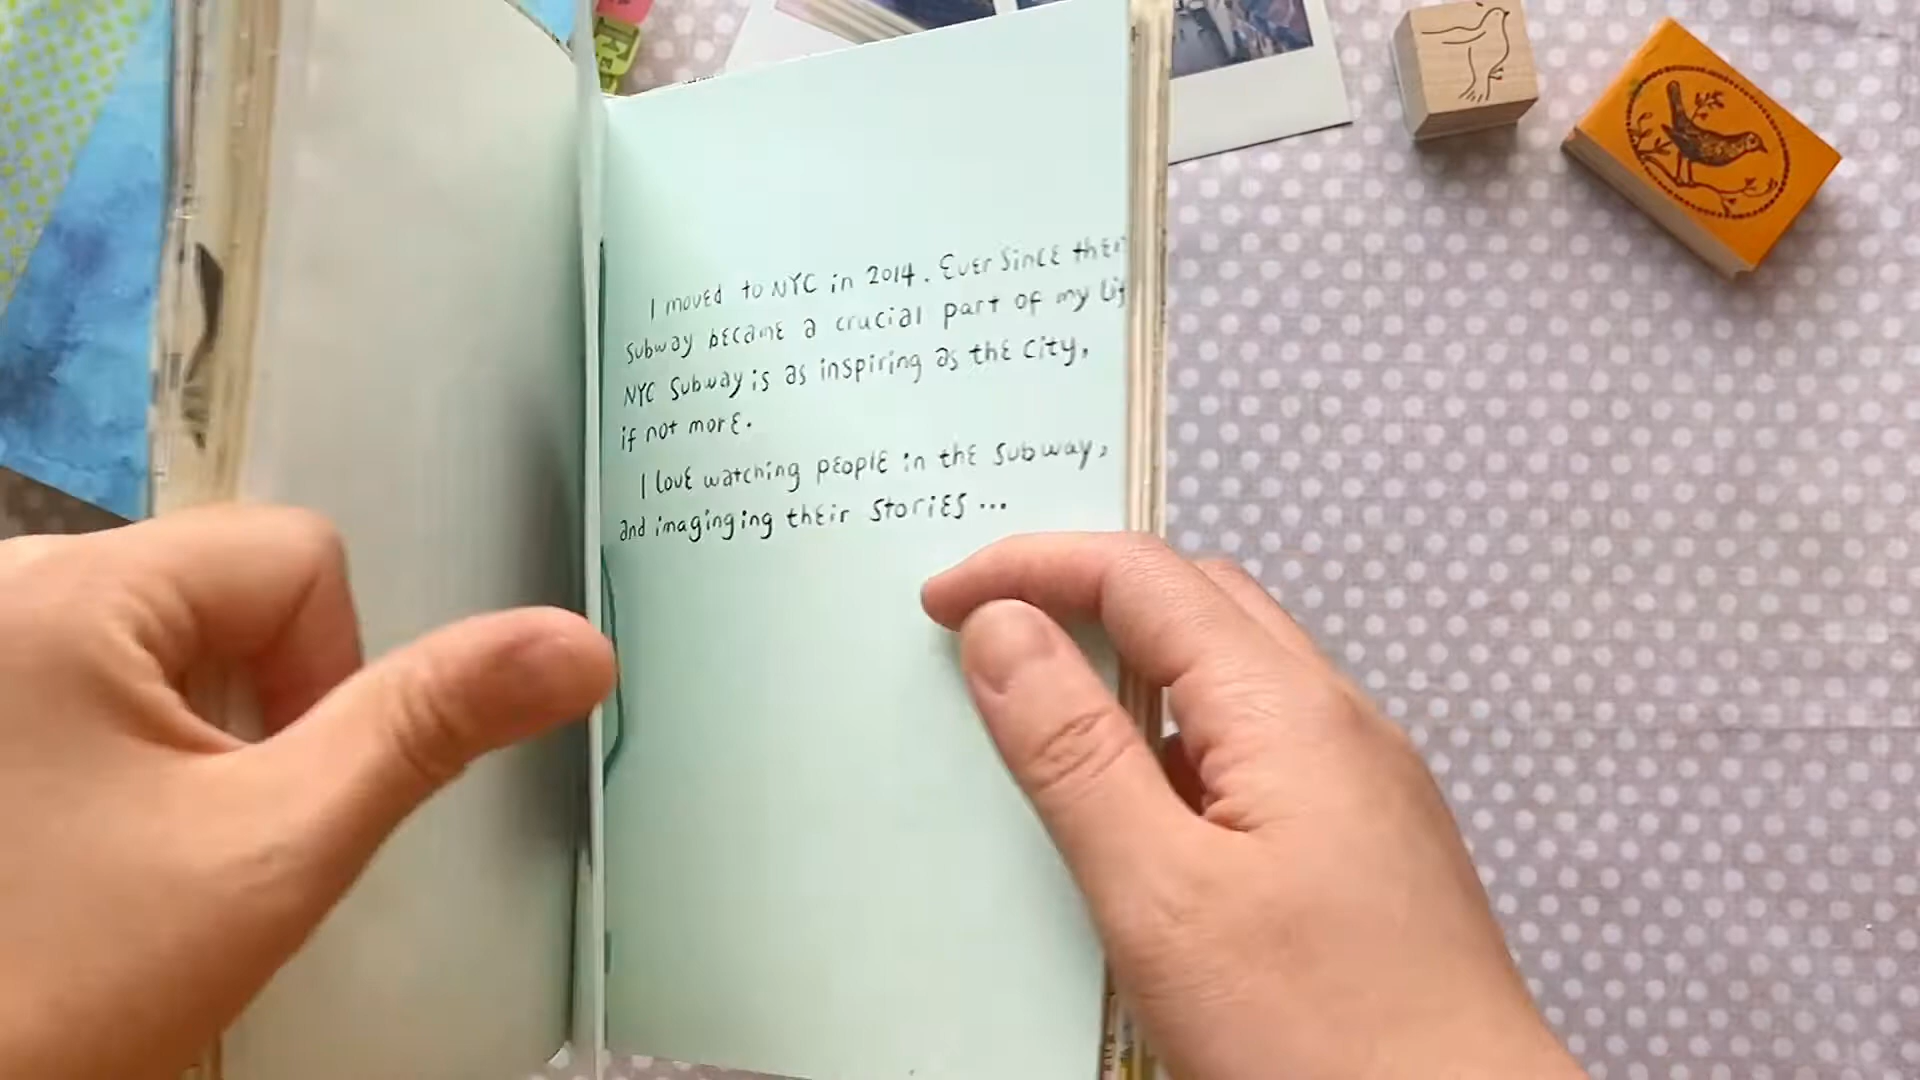 I moved to NYC in 2014. Ever since then
Subway became a crucial part of my
NYC Subway is as inspiring as the city,
if not more.
I love watching people in the subway,
and imaginging their stories...